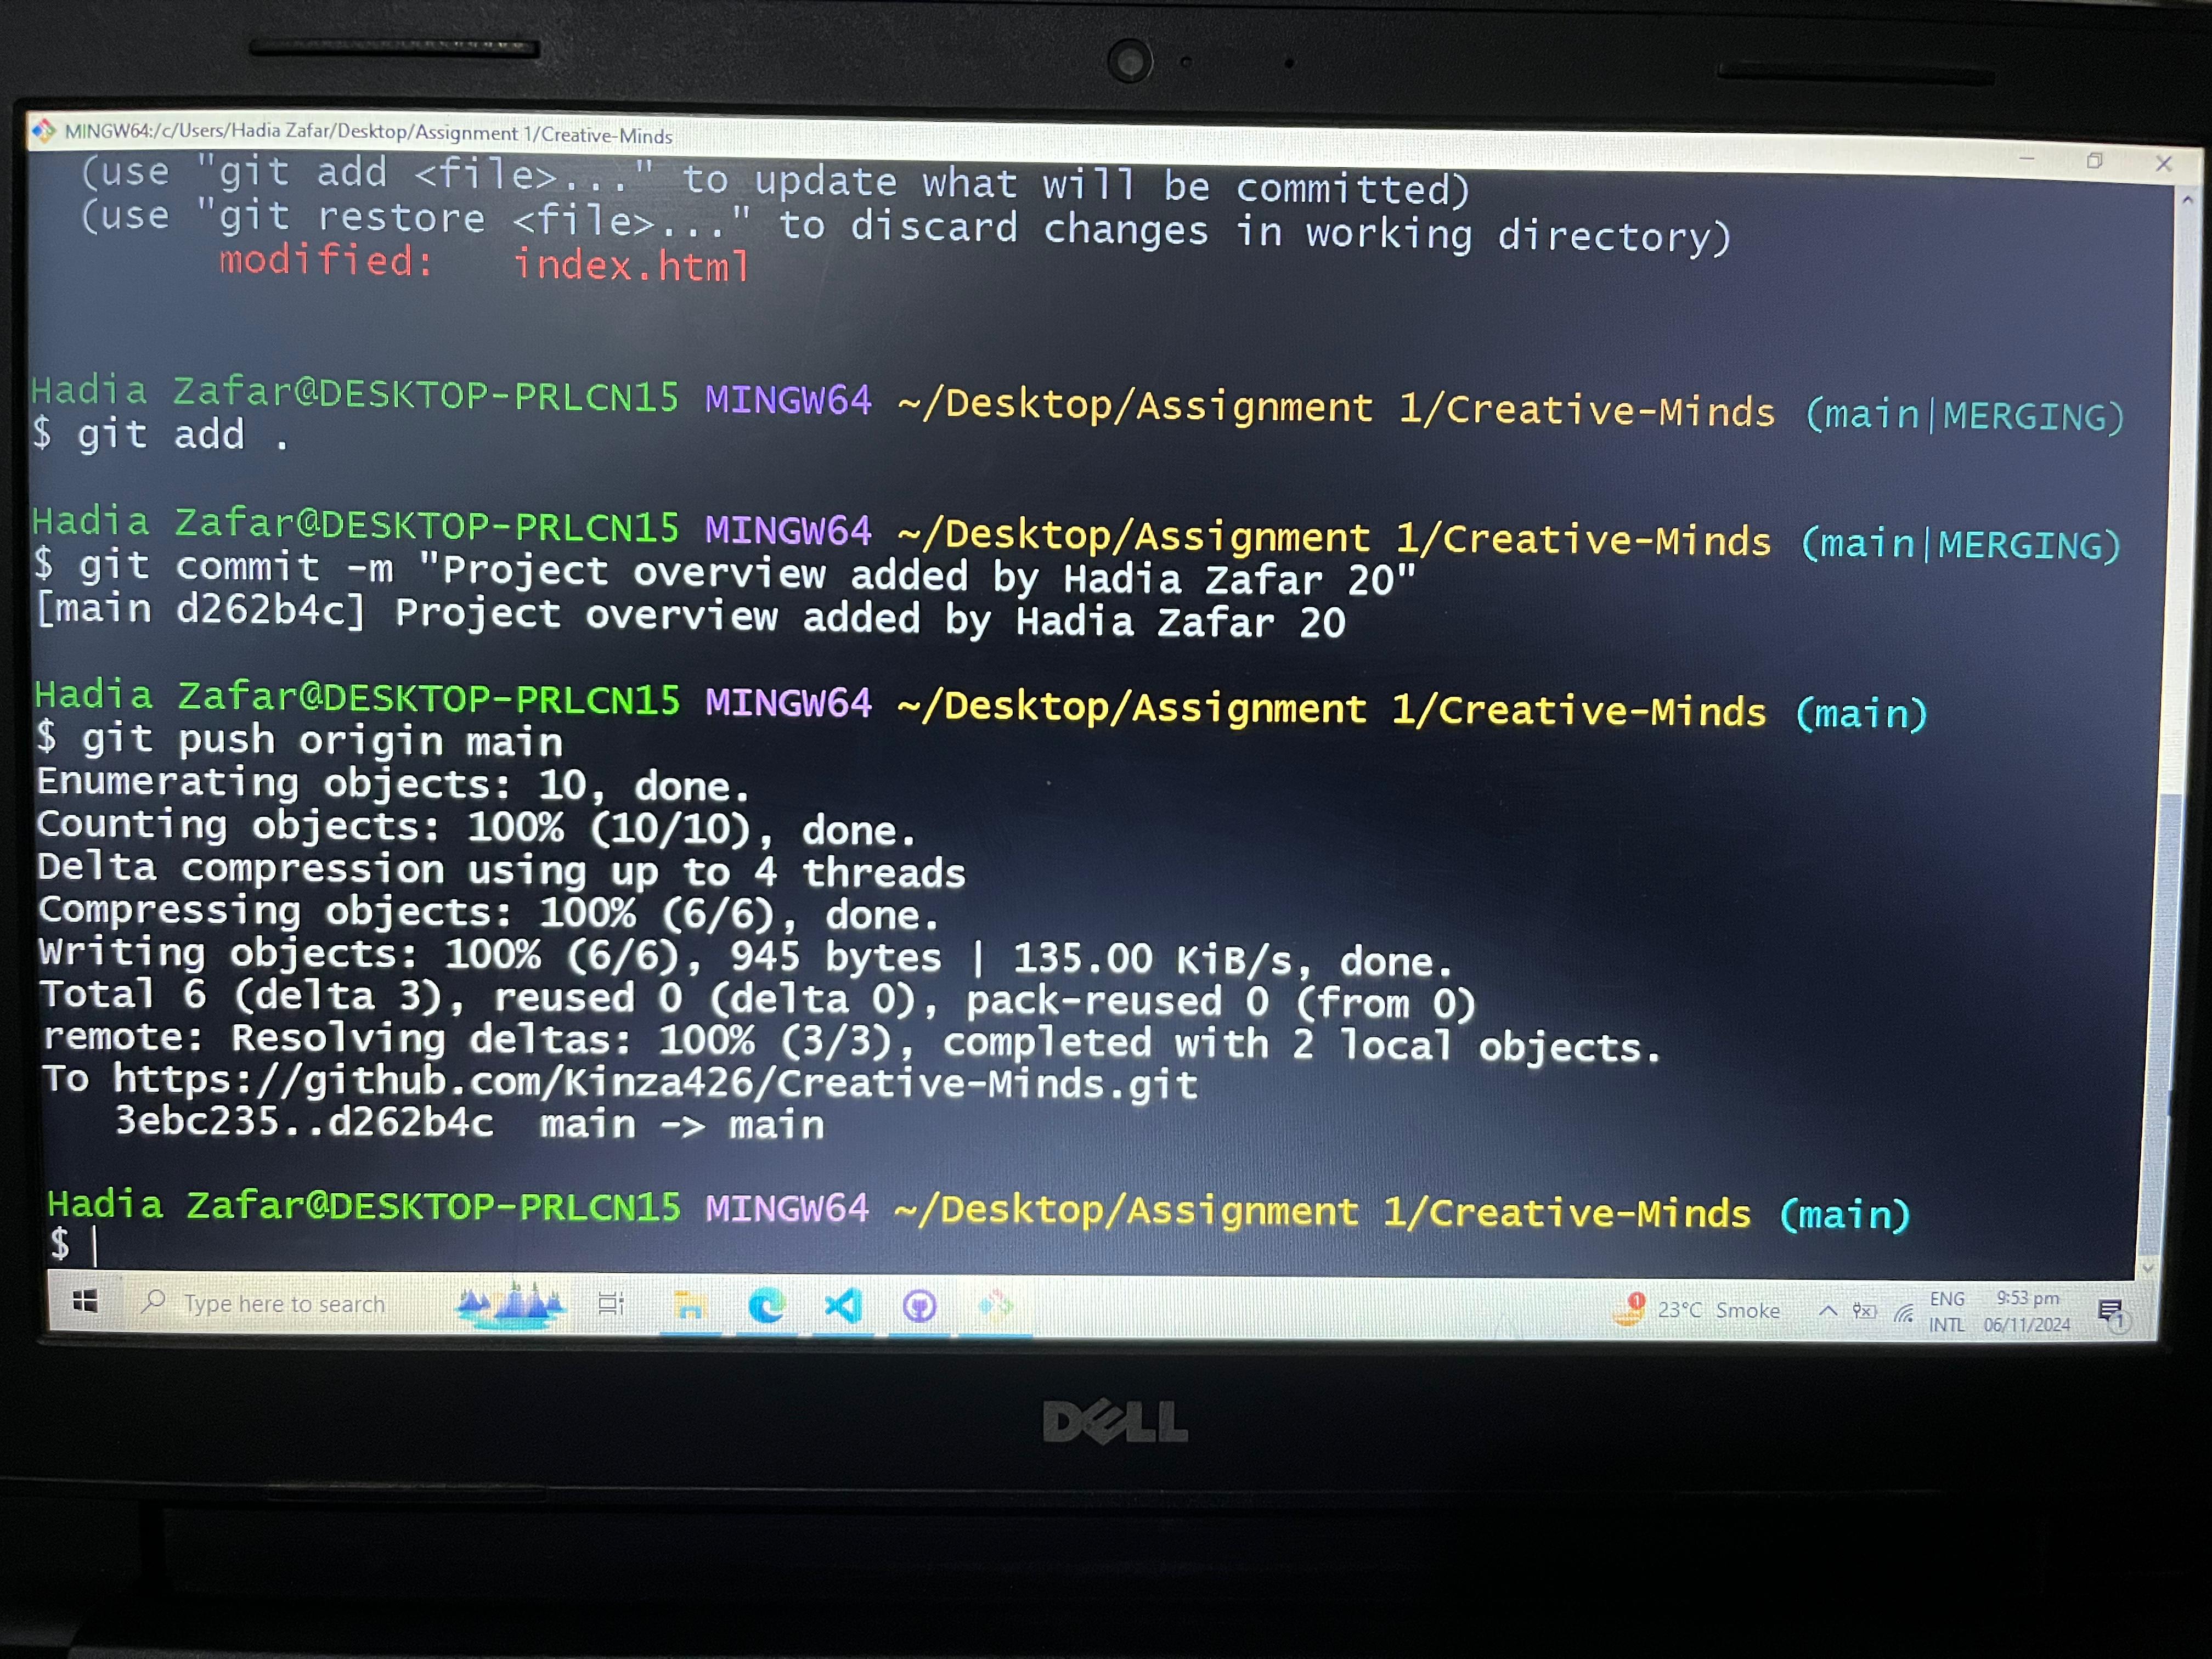 MINGW64:/c/Users/Hadia Zafar/Desktop/Assignment 1/Creative-Minds
(use "git add <file>..." to update what will be committed)
(use "git restore <file>..." to discard changes in working directory)
modified:   index.html
Hadia Zafar@DESKTOP-PRLCN15 MINGW64 ~/Desktop/Assignment 1/Creative-Minds (main|MERGING)
$ git add .
Hadia Zafar@DESKTOP-PRLCN15 MINGW64 ~/Desktop/Assignment 1/Creative-Minds (main|MERGING)
$ git commit -m "Project overview added by Hadia Zafar 20"
[main d262b4c] Project overview added by Hadia Zafar 20
Hadia Zafar@DESKTOP-PRLCN15 MINGW64 ~/Desktop/Assignment 1/Creative-Minds (main)
$ git push origin main
Enumerating objects: 10, done.
Counting objects: 100% (10/10), done.
Delta compression using up to 4 threads
Compressing objects: 100% (6/6), done.
Writing objects: 100% (6/6), 945 bytes | 135.00 KiB/s, done.
Total 6 (delta 3), reused 0 (delta 0), pack-reused 0 (from 0)
remote: Resolving deltas: 100% (3/3), completed with 2 local objects.
To https://github.com/Kinza426/Creative-Minds.git
3ebc235..d262b4c  main -> main
Hadia Zafar@DESKTOP-PRLCN15 MINGW64 ~/Desktop/Assignment 1/Creative-Minds (main)
$
Type here to search
1
23°C Smoke
ENG
INTL
9:53 pm
06/11/2024
1
DELL